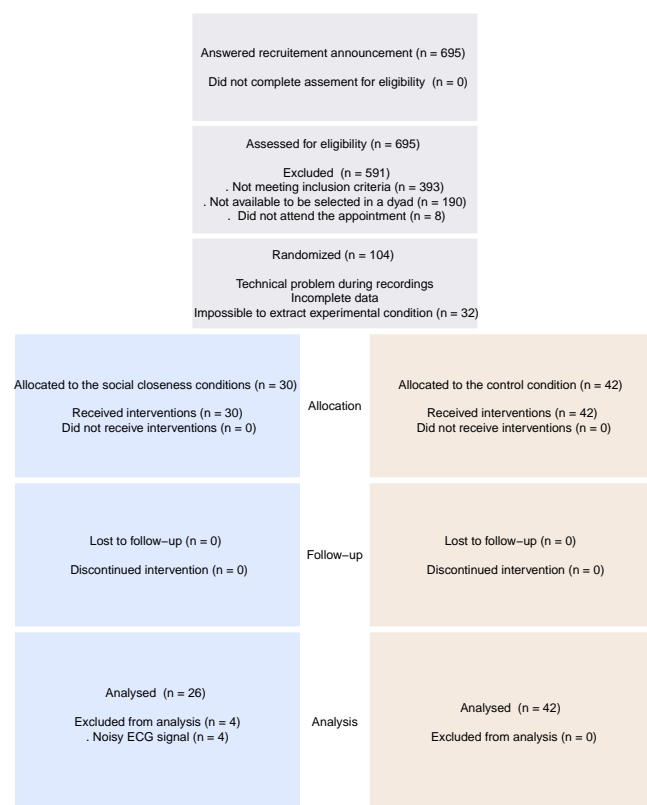 Answered recruitement announcement (n = 695)
Did not complete assement for eligibility (n = 0)
Assessed for eligibility (n = 695)
Excluded (n = 591)
. Not meeting inclusion criteria (n = 393)
. Not available to be selected in a dyad (n = 190)
. Did not attend the appointment (n = 8)
Randomized (n = 104)
Technical problem during recordings
Incomplete data
Impossible to extract experimental condition (n = 32)
Allocated to the social closeness conditions (n = 30)
Received interventions (n = 30)
Did not receive interventions (n = 0)
Allocation
Allocated to the control condition (n = 42)
Received interventions (n = 42)
Did not receive interventions (n = 0)
Lost to follow−up (n = 0)
Discontinued intervention (n = 0)
Follow−up
Lost to follow−up (n = 0)
Discontinued intervention (n = 0)
Analysed (n = 26)
Excluded from analysis (n = 4)
. Noisy ECG signal (n = 4)
Analysis
Analysed (n = 42)
Excluded from analysis (n = 0)